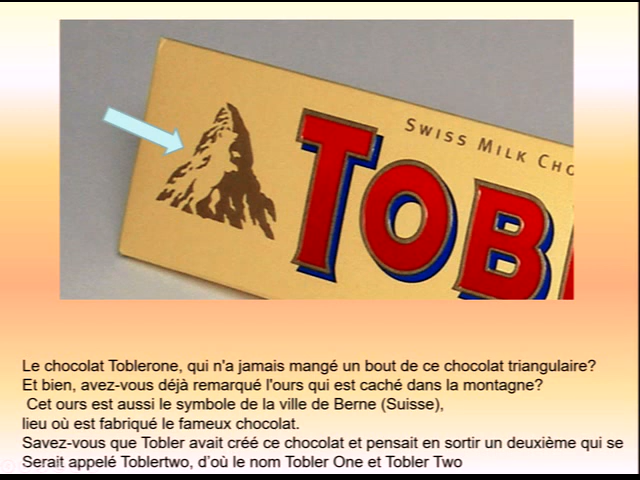 SWISS MILK CHO
TOBL
Le chocolat Toblerone, qui n'a jamais mangé un bout de ce chocolat triangulaire?
Et bien, avez-vous déjà remarqué l'ours qui est caché dans la montagne?
Cet ours est aussi le symbole de la ville de Berne (Suisse),
lieu où est fabriqué le fameux chocolat.
Savez-vous que Tobler avait créé ce chocolat et pensait en sortir un deuxième qui se
Serait appelé Toblertwo, d'où le nom Tobler One et Tobler Two